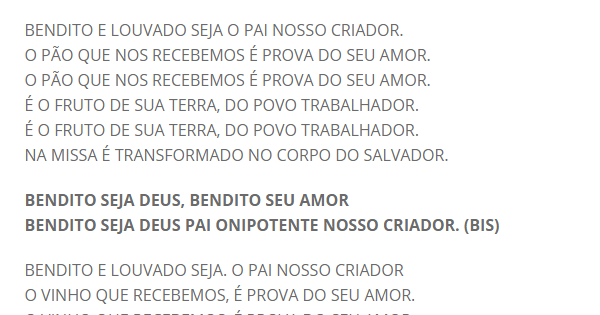 BENDITO E LOUVADO SEJA O PAI NOSSO CRIADOR.
O PÃO QUE NOS RECEBEMOS É PROVA DO SEU AMOR.
O PÃO QUE NOS RECEBEMOS É PROVA DO SEU AMOR.
É O FRUTO DE SUA TERRA, DO POVO TRABALHADOR.
É O FRUTO DE SUA TERRA, DO POVO TRABALHADOR.
NA MISSA É TRANSFORMADO NO CORPO DO SALVADOR.
BENDITO SEJA DEUS, BENDITO SEU AMOR
BENDITO SEJA DEUS PAI ONIPOTENTE NOSSO CRIADOR. (BIS)
BENDITO E LOUVADO SEJA. O PAI NOSSO CRIADOR
O VINHO QUE RECEBEMOS, É PROVA DO SEU AMOR.